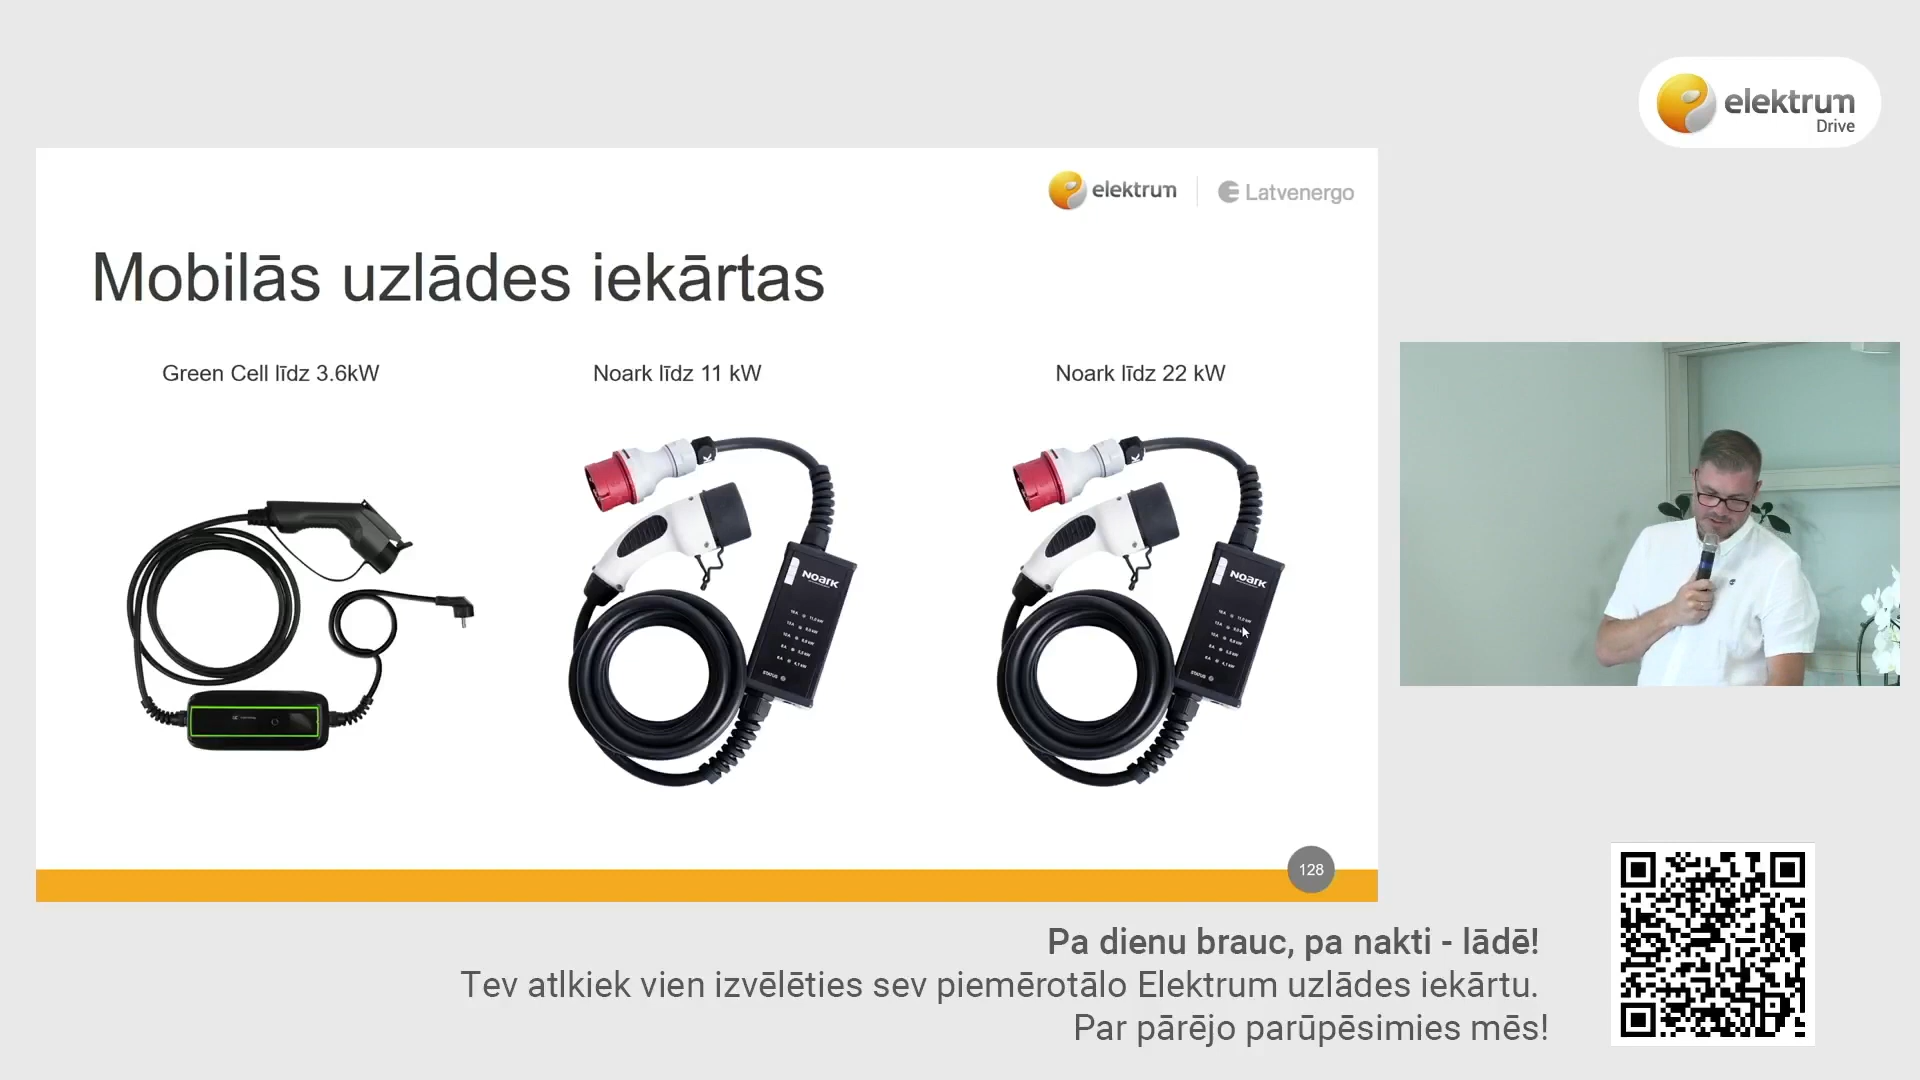 elektrum
Drive
elektrum
Latvenergo
Mobilās uzlādes iekārtas
Green Cell līdz 3.6kW
Noark līdz 11 kW
Noark līdz 22 kW
NOARK
NOARK
128
Pa dienu brauc, pa nakti - lādē!
Tev atlkiek vien izvēlēties sev piemērotālo Elektrum uzlādes iekārtu.
Par pārējo parūpēsimies mēs!